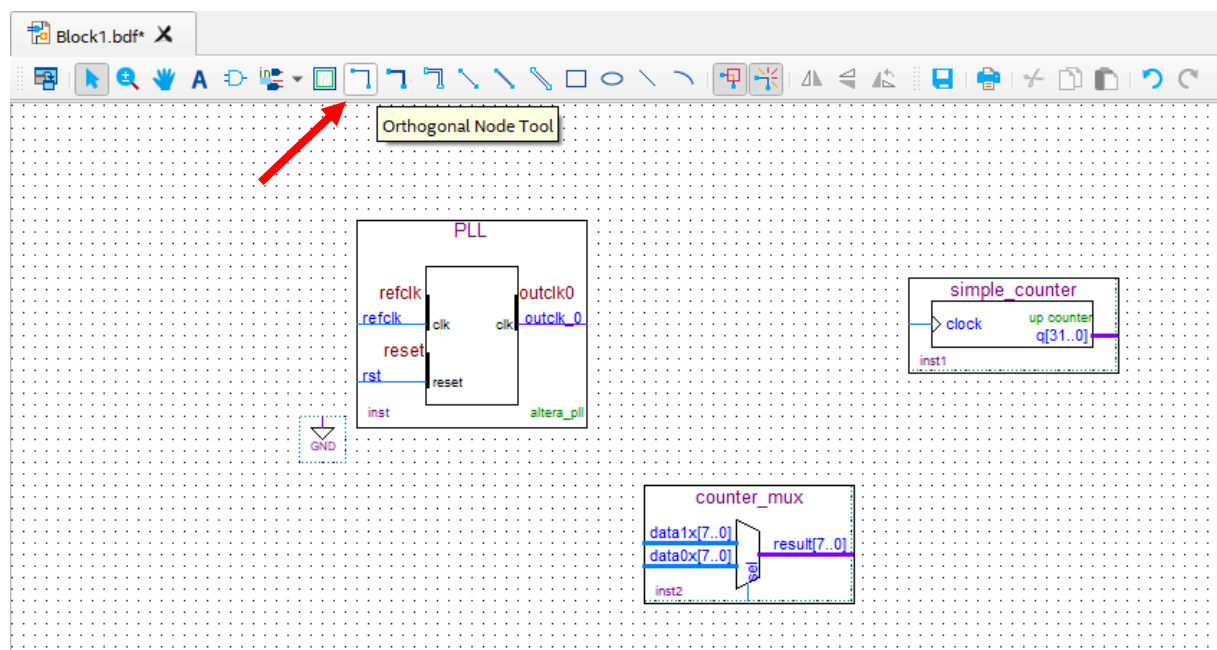 Block1.bdf*
A
in
Orthogonal Node Tool
PLL
refclk
outclk0
refclk
clk
clk
outclk_0
reset
rst
reset
inst
altera_pll
GND
simple_counter
clock
up counter
q[31..0]
inst1
counter_mux
data1x[7..0]
result[7..0]
data0x[7..0]
sel
inst2